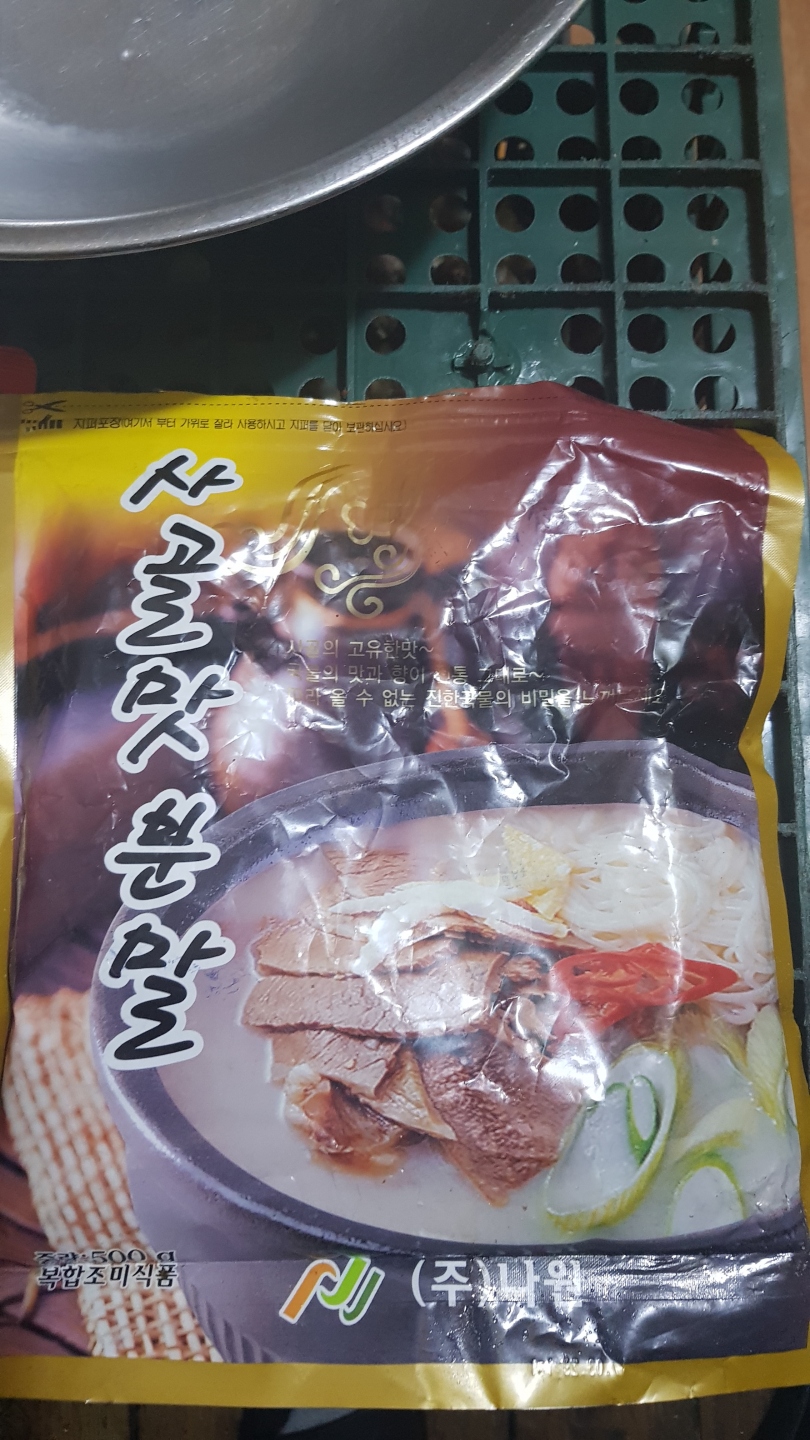 지퍼포장(여기서 부터 가위로 잘라 사용하시고 지퍼를 닫아 보관하십시요)
사골맛 분말
고유한맛~
맛과 향이
올 수 없는 진한국물의 비밀을
중량:500g
복합조미식품
(주)나원